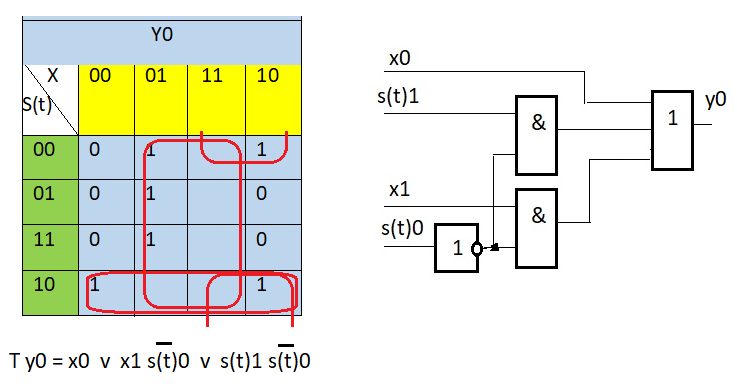 Y0
X 00 01 11 10
S(t)
00 0 1 1
01 0 1 0
11 0 1 0
10 1 1
T y0 = x0 v x1 s(t)0 v s(t)1 s(t)0
x0
s(t)1
&
1
y0
x1
&
s(t)0
1